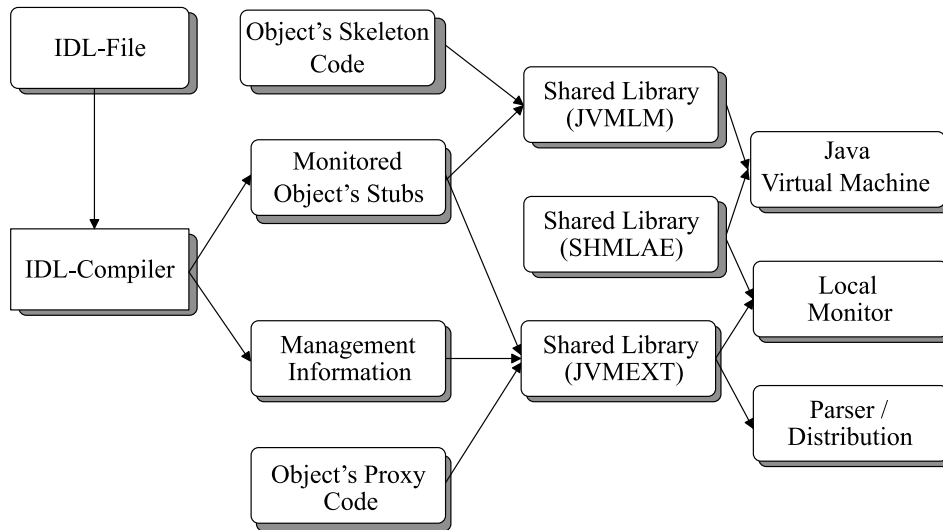 IDL-File
IDL-Compiler
Object's Skeleton
Code
Monitored
Object's Stubs
Management
Information
Object's Proxy
Code
Shared Library
(JVMLM)
Shared Library
(SHMLAE)
Shared Library
(JVMEXT)
Java
Virtual Machine
Local
Monitor
Parser /
Distribution